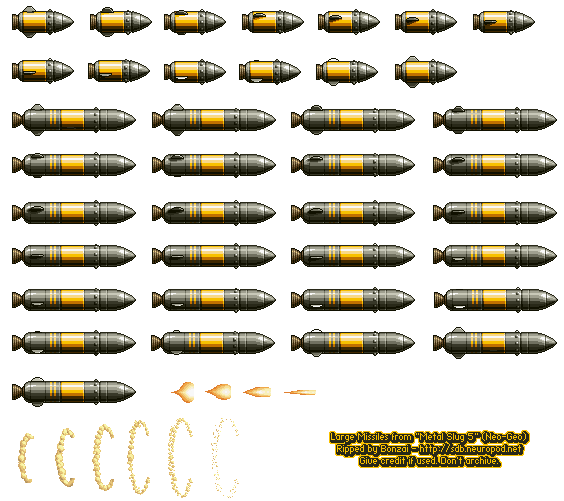 Large Missiles from "Metal Slug 5" (Neo-Geo)
Ripped by Bonzai - http://sdb.neuropod.net
Give credit if used. Don't archive.